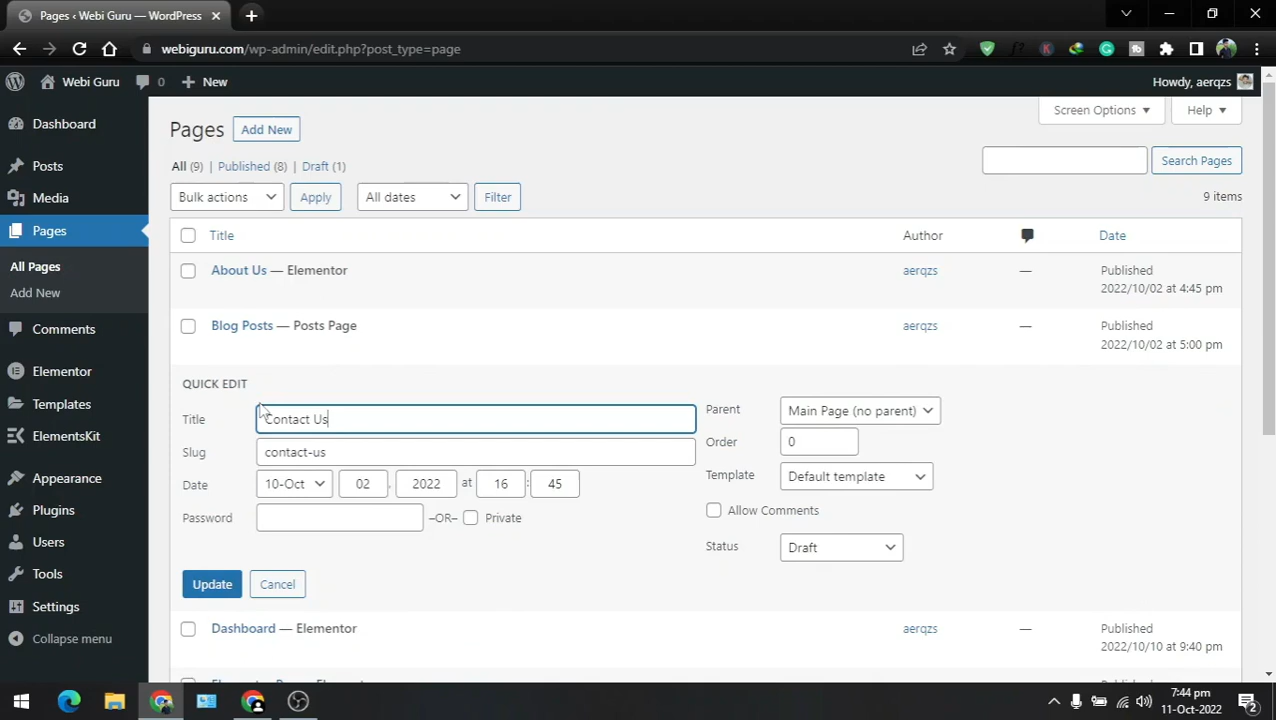 Pages ‹ Webi Guru — WordPress
webiguru.com/wp-admin/edit.php?post_type=page
Webi Guru 0 New Howdy, aerqzs
Dashboard
Posts
Media
Pages
All Pages
Add New
Comments
Elementor
Templates
ElementsKit
Appearance
Plugins
Users
Tools
Settings
Collapse menu
Screen Options Help
Pages Add New
All (9) | Published (8) | Draft (1)
Search Pages
Bulk actions Apply All dates Filter 9 items
Title Author Date
About Us — Elementor aerqzs — Published
2022/10/02 at 4:45 pm
Blog Posts — Posts Page aerqzs — Published
2022/10/02 at 5:00 pm
QUICK EDIT
Title Contact Us
Slug contact-us
Date 10-Oct 02 , 2022 at 16 : 45
Password –OR– Private
Parent Main Page (no parent)
Order 0
Template Default template
Allow Comments
Status Draft
Update Cancel
Dashboard — Elementor aerqzs — Published
2022/10/10 at 9:40 pm
7:44 pm
11-Oct-2022
2